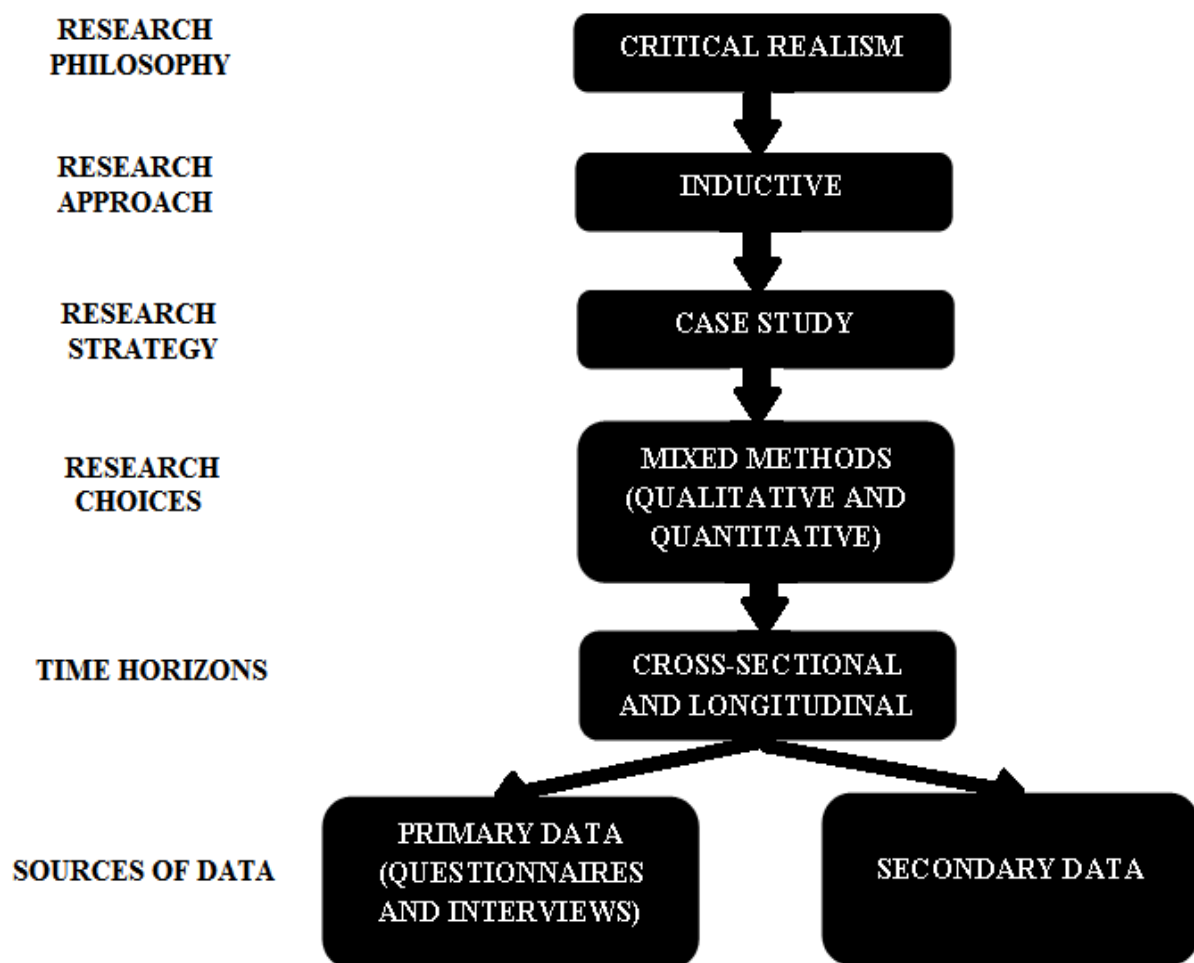 RESEARCH
PHILOSOPHY
CRITICAL REALISM
RESEARCH
APPROACH
INDUCTIVE
RESEARCH
STRATEGY
CASE STUDY
RESEARCH
CHOICES
MIXED METHODS
(QUALITATIVE AND
QUANTITATIVE)
TIME HORIZONS
CROSS-SECTIONAL
AND LONGITUDINAL
SOURCES OF DATA
PRIMARY DATA
(QUESTIONNAIRES
AND INTERVIEWS)
SECONDARY DATA